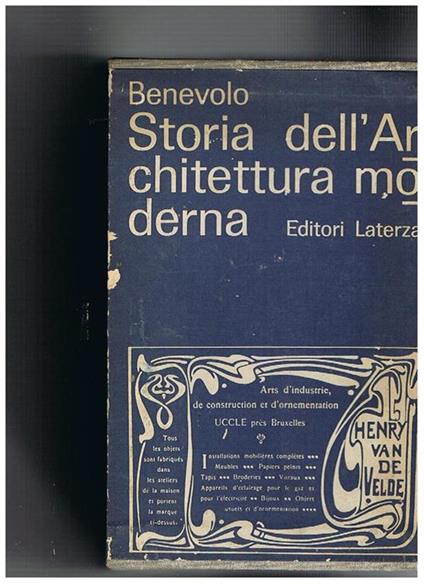 Benevolo
Storia dell'Ar
chitettura mo
derna
Editori Laterza
Arts d'industrie,
de construction et d'ornementation
UCCLE près Bruxelles
Tous
les objets
sont fabriqués
dans
les ateliers
de la maison
et portent
la marque
ci-dessus.
Installations mobilières complètes
Meubles Papiers peints
Tapis Broderies Vitraux
Appareils d'éclairage pour le gaz et
pour l'électricité Bijoux Objets
usuels et d'ornementation
HENRY
VAN
DE
VELDE